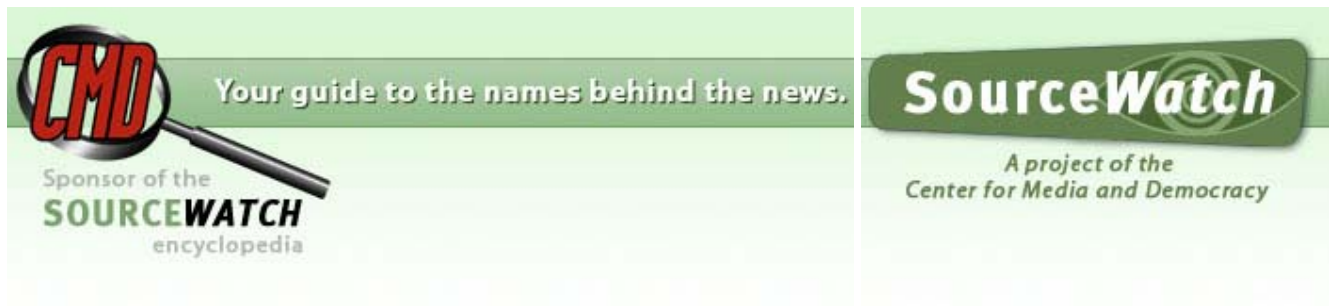 CMD
Your guide to the names behind the news.
Sponsor of the
SOURCEWATCH
encyclopedia
SourceWatch
A project of the
Center for Media and Democracy